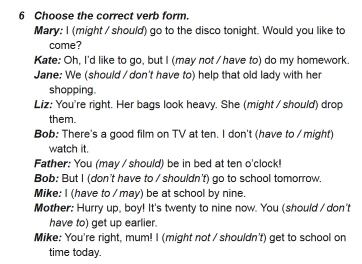 6 Choose the correct verb form.
Mary: I (might / should) go to the disco tonight. Would you like to
come?
Kate: Oh, I'd like to go, but I (may not / have to) do my homework.
Jane: We (should / don't have to) help that old lady with her
shopping.
Liz: You're right. Her bags look heavy. She (might / should) drop
them.
Bob: There's a good film on TV at ten. I don't (have to / might)
watch it.
Father: You (may / should) be in bed at ten o'clock!
Bob: But I (don't have to / shouldn't) go to school tomorrow.
Mike: I (have to / may) be at school by nine.
Mother: Hurry up, boy! It's twenty to nine now. You (should / don't
have to) get up earlier.
Mike: You're right, mum! I (might not / shouldn't) get to school on
time today.